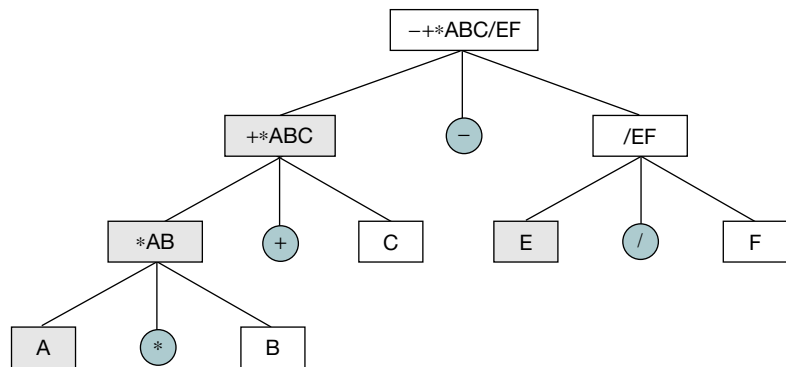 −+*ABC/EF
+*ABC − /EF
*AB + C E / F
A * B